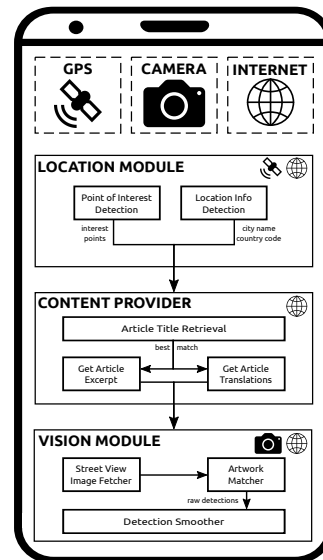 GPS
CAMERA
INTERNET
LOCATION MODULE
Point of Interest
Detection
Location Info
Detection
interest
points
city name
country code
CONTENT PROVIDER
Article Title Retrieval
best match
Get Article
Excerpt
Get Article
Translations
VISION MODULE
Street View
Image Fetcher
Artwork
Matcher
raw detections
Detection Smoother